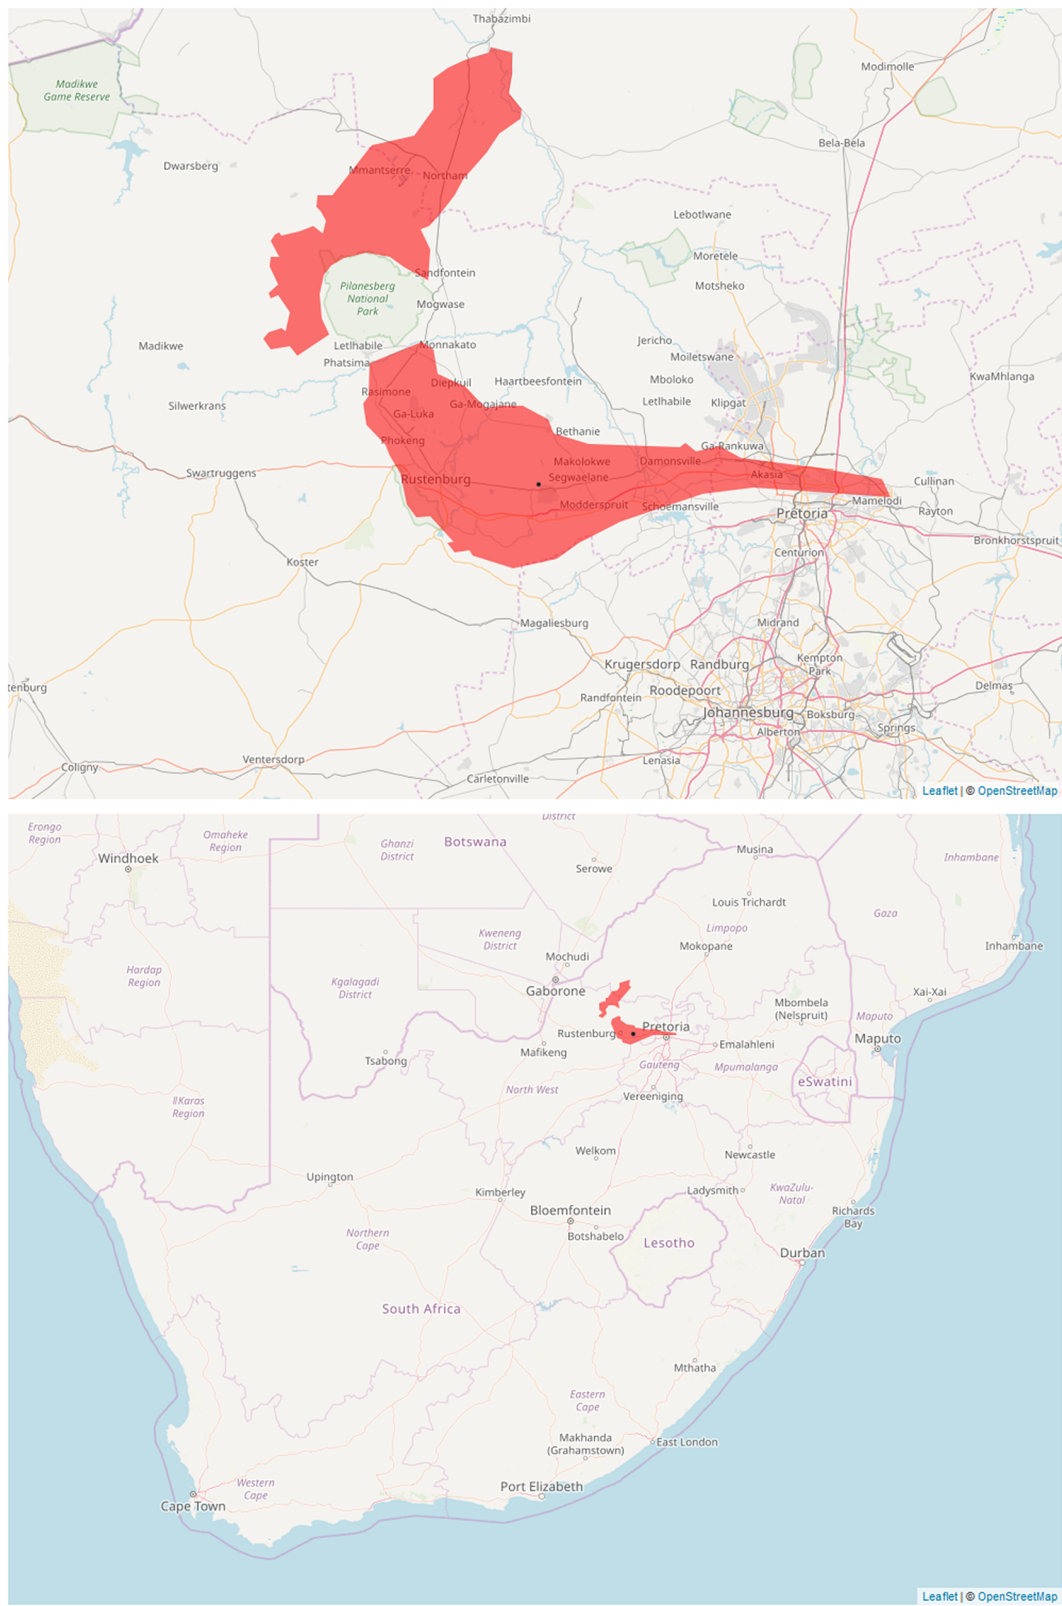 Thabazimbi
Modimolle
Madikwe
Game Reserve
Bela-Bela
Dwarsberg
Mmantserre
Northam
Lebotlwane
Moretele
Sandfontein
Motsheko
Pilanesberg
National
Park
Mogwase
Jericho
Madikwe
Letlhabile
Monnakato
Moiletswane
Phatsima
KwaMhlanga
Mboloko
Diepkuil
Haartbeesfontein
Rasimone
Letlhabile
Klipgat
Silwerkrans
Ga-Mogajane
Ga-Luka
Bethanie
Phokeng
Ga-Rankuwa
Makolokwe
Damonsville
Swartruggens
Akasia
Rustenburg
Segwaelane
Cullinan
Mamelodi
Modderspruit
Schoemansville
Rayton
Pretoria
Bronkhorstspruit
Centurion
Koster
Magaliesburg
Midrand
Krugersdorp
Randburg
Kempton
Park
tenburg
Roodepoort
Delmas
Randfontein
Johannesburg
Boksburg
Springs
Alberton
Ventersdorp
Lenasia
Coligny
Carletonville
Leaflet | © OpenStreetMap
District
Erongo
Region
Omaheke
Region
Ghanzi
District
Botswana
Musina
Windhoek
Inhambane
Serowe
Louis Trichardt
Gaza
Limpopo
Kweneng
District
Mokopane
Inhambane
Mochudi
Hardap
Region
Kgalagadi
District
Gaborone
Xai-Xai
Mbombela
(Nelspruit)
Maputo
Rustenburg
Pretoria
Maputo
Emalahleni
Mafikeng
Tsabong
Gauteng
Mpumalanga
eSwatini
North West
Vereeniging
ǁKaras
Region
Welkom
Newcastle
Upington
Kimberley
Ladysmith
KwaZulu-
Natal
Bloemfontein
Richards
Bay
Botshabelo
Northern
Cape
Lesotho
Durban
South Africa
Mthatha
Eastern
Cape
Makhanda
(Grahamstown)
East London
Western
Cape
Port Elizabeth
Cape Town
Leaflet | © OpenStreetMap